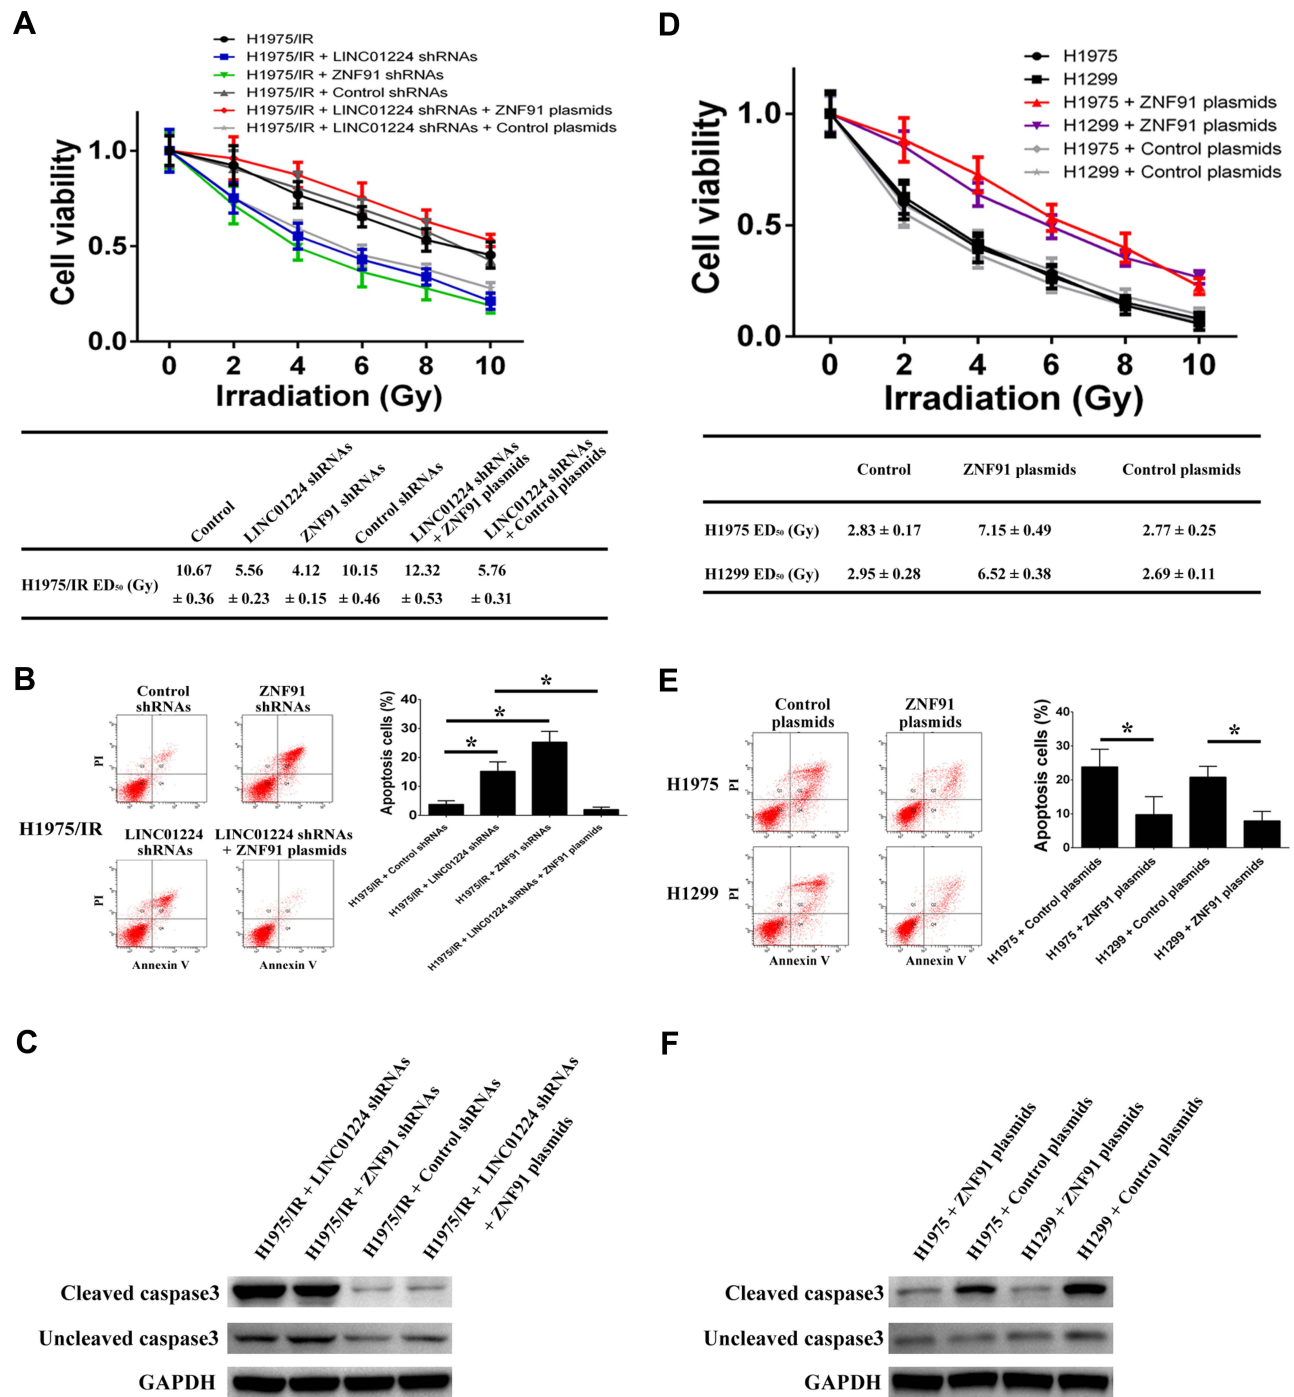 A
H1975/IR
H1975/IR + LINC01224 shRNAs
H1975/IR + ZNF91 shRNAs
H1975/IR + Control shRNAs
H1975/IR + LINC01224 shRNAs + ZNF91 plasmids
H1975/IR + LINC01224 shRNAs + Control plasmids
Cell viability
1.0
0.5
0.0
0 2 4 6 8 10
Irradiation (Gy)
Control
LINC01224 shRNAs
ZNF91 shRNAs
Control shRNAs
LINC01224 shRNAs
+ ZNF91 plasmids
LINC01224 shRNAs
+ Control plasmids
H1975/IR ED₅₀ (Gy)
10.67 5.56 4.12 10.15 12.32 5.76
± 0.36 ± 0.23 ± 0.15 ± 0.46 ± 0.53 ± 0.31
D
H1975
H1299
H1975 + ZNF91 plasmids
H1299 + ZNF91 plasmids
H1975 + Control plasmids
H1299 + Control plasmids
Cell viability
1.0
0.5
0.0
0 2 4 6 8 10
Irradiation (Gy)
Control ZNF91 plasmids Control plasmids
H1975 ED₅₀ (Gy) 2.83 ± 0.17 7.15 ± 0.49 2.77 ± 0.25
H1299 ED₅₀ (Gy) 2.95 ± 0.28 6.52 ± 0.38 2.69 ± 0.11
B
H1975/IR
Control
shRNAs
ZNF91
shRNAs
PI
LINC01224
shRNAs
LINC01224 shRNAs
+ ZNF91 plasmids
PI
Annexin V
Annexin V
Apoptosis cells (%)
40
30
20
10
0
*
*
*
H1975/IR + Control shRNAs
H1975/IR + LINC01224 shRNAs
H1975/IR + ZNF91 shRNAs
H1975/IR + LINC01224 shRNAs + ZNF91 plasmids
E
Control
plasmids
ZNF91
plasmids
H1975
PI
H1299
PI
Annexin V
Annexin V
Apoptosis cells (%)
40
30
20
10
0
*
*
H1975 + Control plasmids
H1975 + ZNF91 plasmids
H1299 + Control plasmids
H1299 + ZNF91 plasmids
C
H1975/IR + LINC01224 shRNAs
H1975/IR + ZNF91 shRNAs
H1975/IR + Control shRNAs
H1975/IR + LINC01224 shRNAs
+ ZNF91 plasmids
Cleaved caspase3
Uncleaved caspase3
GAPDH
F
H1975 + ZNF91 plasmids
H1975 + Control plasmids
H1299 + ZNF91 plasmids
H1299 + Control plasmids
Cleaved caspase3
Uncleaved caspase3
GAPDH